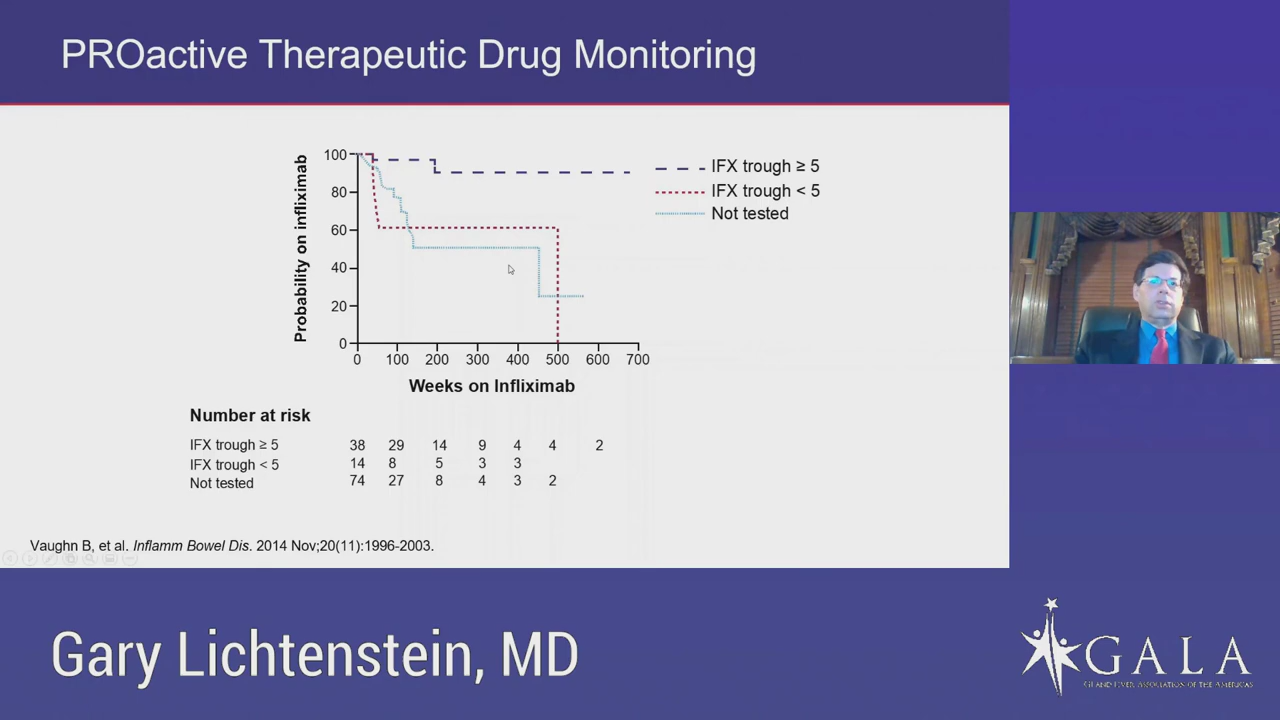 PROactive Therapeutic Drug Monitoring
Probability on infliximab
100
80
60
40
20
0
0 100 200 300 400 500 600 700
Weeks on Infliximab
IFX trough ≥ 5
IFX trough < 5
Not tested
Number at risk
IFX trough ≥ 5 38 29 14 9 4 4 2
IFX trough < 5 14 8 5 3 3
Not tested 74 27 8 4 3 2
Vaughn B, et al. Inflamm Bowel Dis. 2014 Nov;20(11):1996-2003.
Gary Lichtenstein, MD
GALA
GI AND LIVER ASSOCIATION OF THE AMERICAS